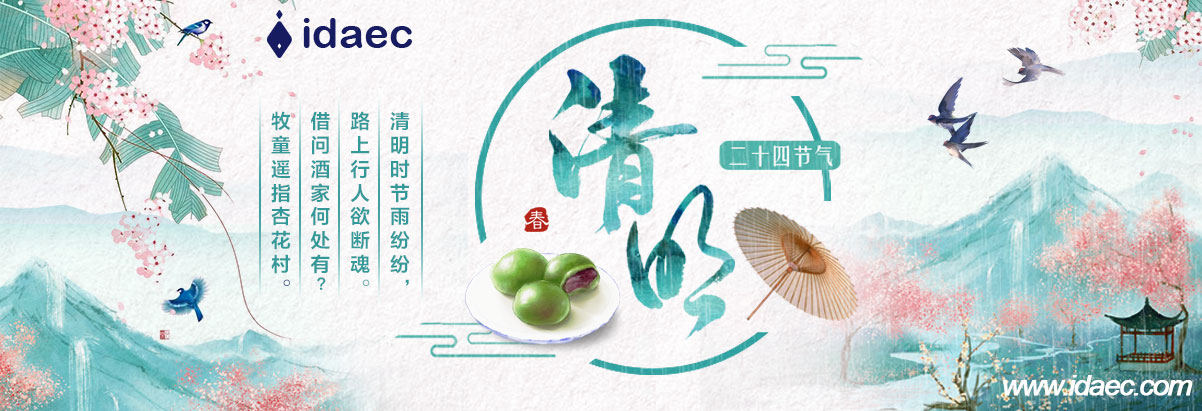 idaec
清明时节雨纷纷，
路上行人欲断魂。
借问酒家何处有？
牧童遥指杏花村。
清明
二十四节气
春
www.idaec.com